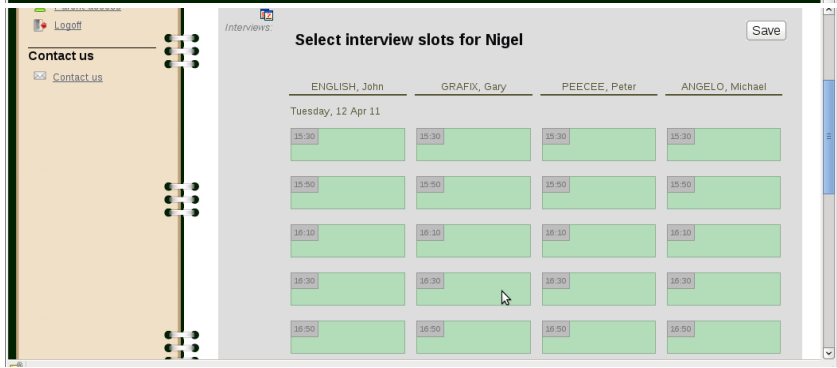 Logoff
Contact us
Contact us
Interviews:
Select interview slots for Nigel
Save
ENGLISH, John GRAFIX, Gary PEECEE, Peter ANGELO, Michael
Tuesday, 12 Apr 11
15:30 15:30 15:30 15:30
15:50 15:50 15:50 15:50
16:10 16:10 16:10 16:10
16:30 16:30 16:30 16:30
16:50 16:50 16:50 16:50